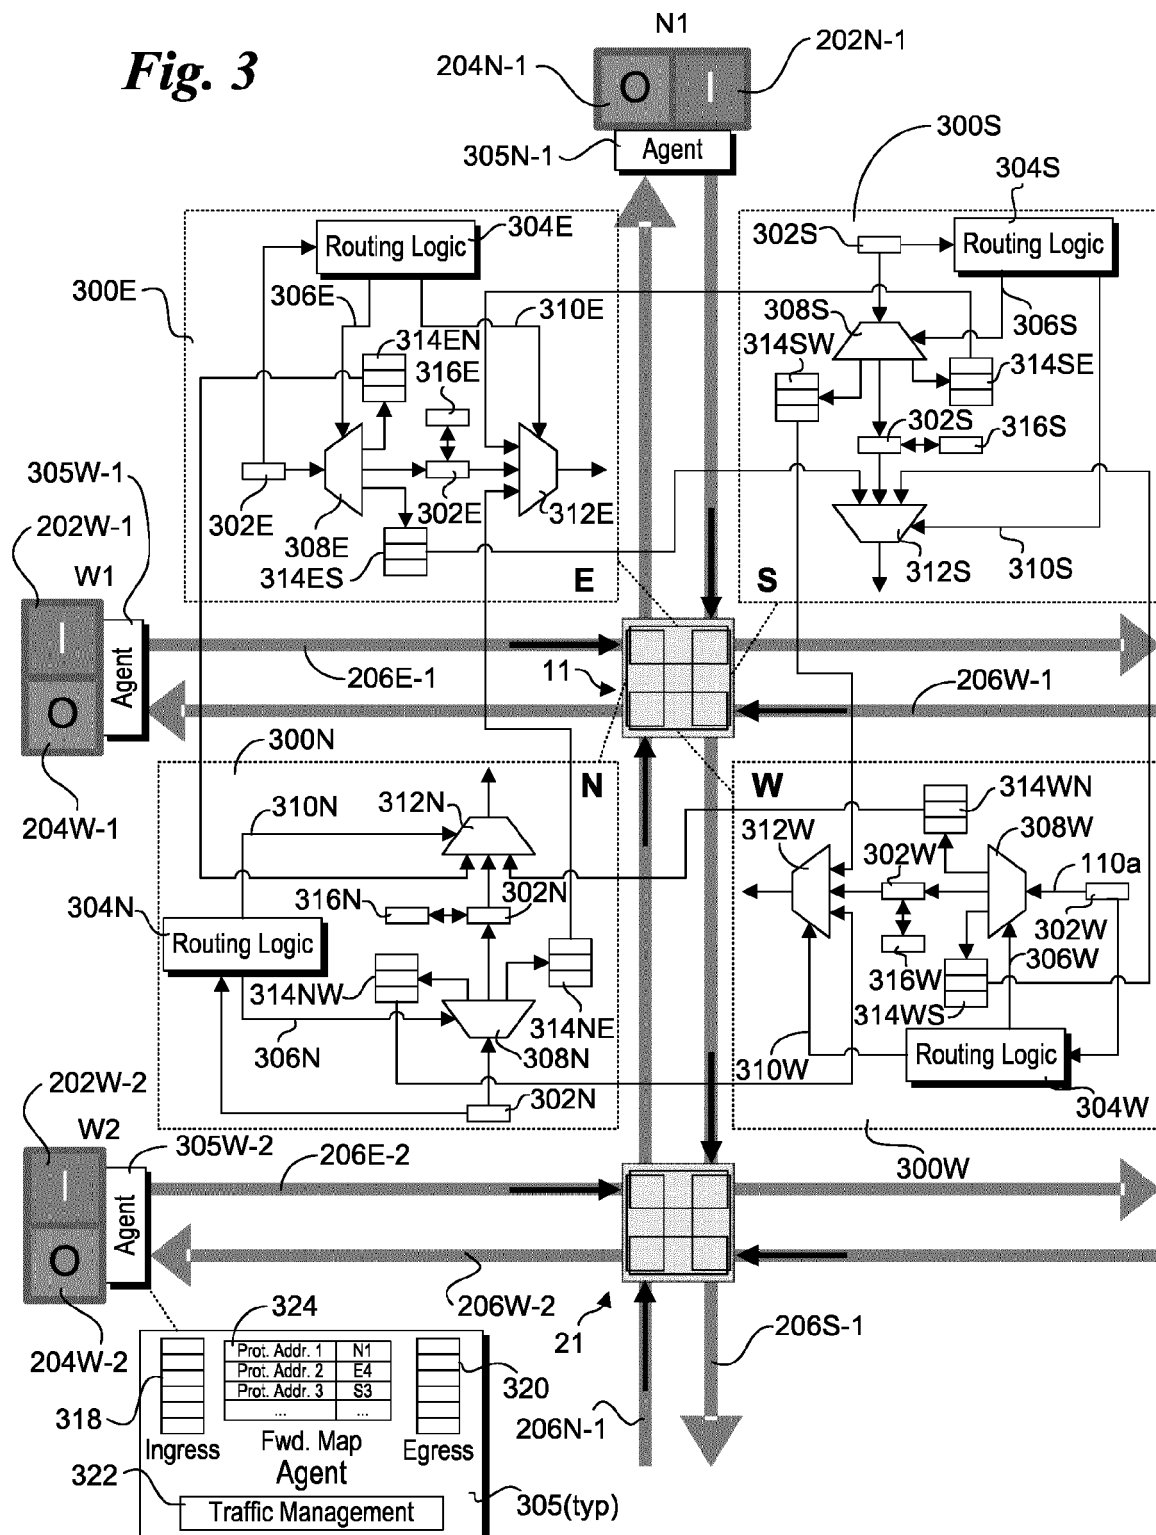 Fig. 3
N1
204N-1
202N-1
O
I
305N-1
Agent
300S
304S
304E
302S
Routing Logic
Routing Logic
300E
306E
310E
308S
306S
314EN
314SW
316E
314SE
302S
316S
305W-1
302E
308E
302E
312E
202W-1
314ES
312S
310S
W1
E
S
I
O
Agent
206E-1
11
206W-1
300N
204W-1
N
W
310N
312N
314WN
312W
308W
302W
110a
316N
302N
304N
Routing Logic
302W
306W
316W
314NW
314NE
314WS
306N
308N
310W
Routing Logic
302N
202W-2
304W
W2
305W-2
206E-2
300W
I
O
Agent
206W-2
324
21
206S-1
204W-2
Prot. Addr. 1 N1
Prot. Addr. 2 E4
Prot. Addr. 3 S3
... ...
320
318
206N-1
Ingress
Fwd. Map
Egress
Agent
322
305(typ)
Traffic Management